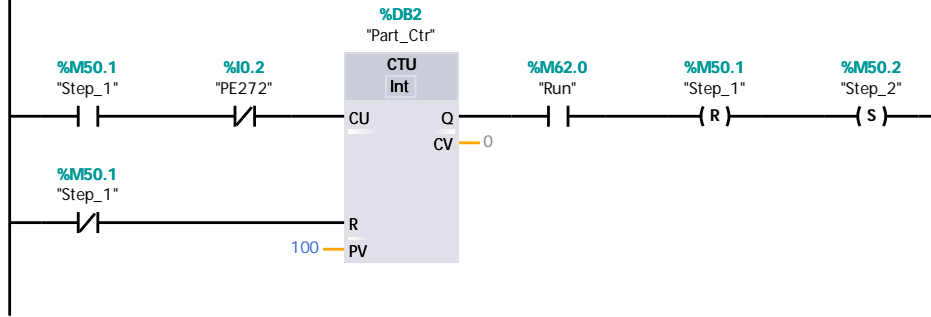 %DB2
"Part_Ctr"
%M50.1
"Step_1"
%I0.2
"PE272"
CTU
Int
%M62.0
"Run"
%M50.1
"Step_1"
%M50.2
"Step_2"
CU
Q
R
S
CV
0
%M50.1
"Step_1"
R
100
PV